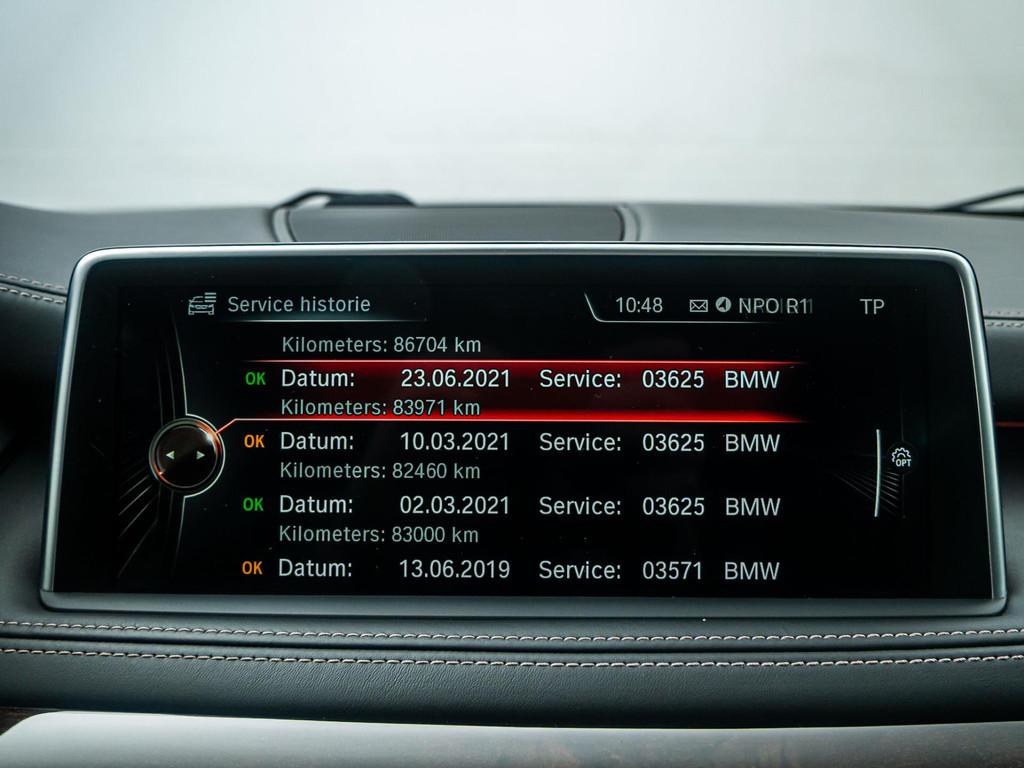 Service historie 10:48 NPO R1 TP
Kilometers: 86704 km
OK Datum: 23.06.2021 Service: 03625 BMW
Kilometers: 83971 km
OK Datum: 10.03.2021 Service: 03625 BMW
Kilometers: 82460 km
OPT
OK Datum: 02.03.2021 Service: 03625 BMW
Kilometers: 83000 km
OK Datum: 13.06.2019 Service: 03571 BMW